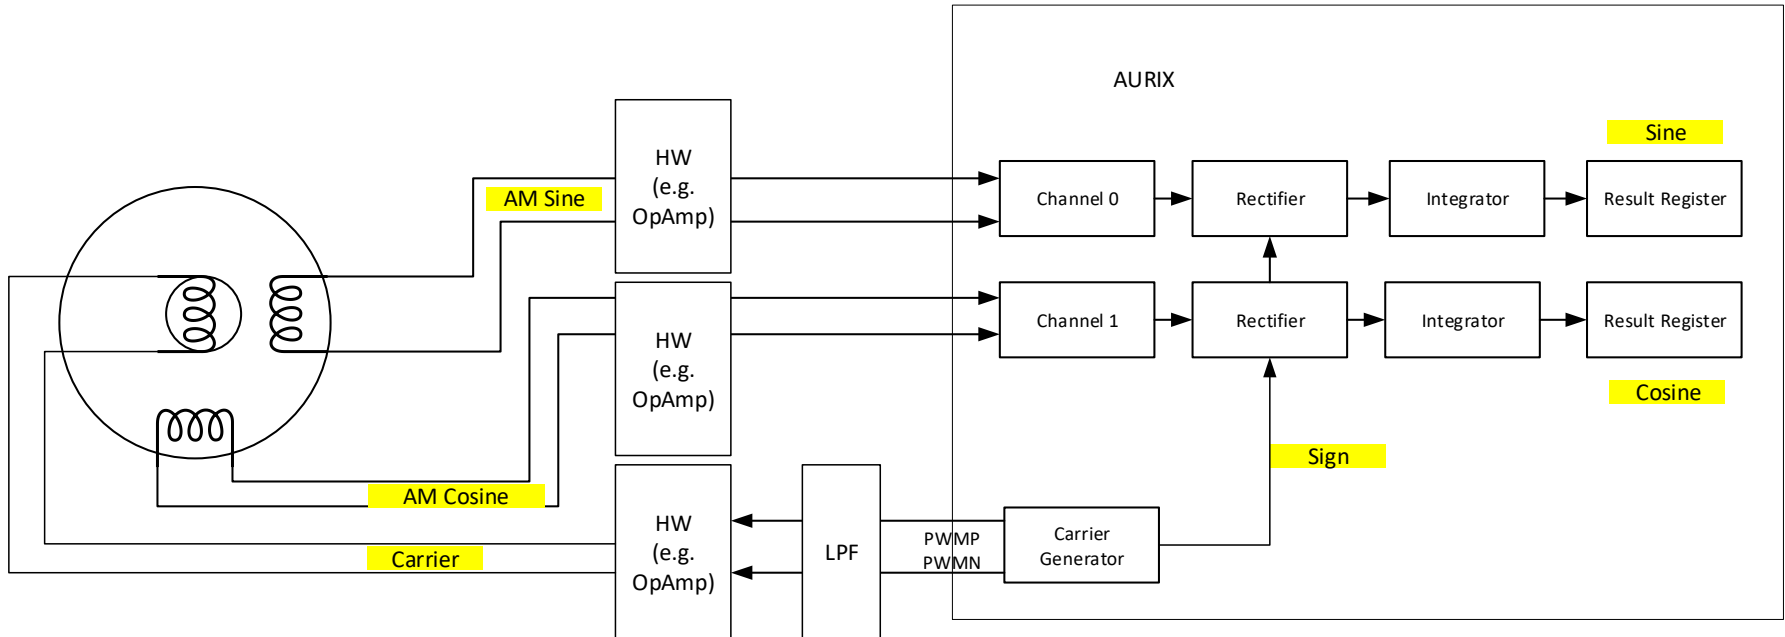 AURIX
HW
(e.g.
OpAmp)
AM Sine
Sine
Channel 0
Rectifier
Integrator
Result Register
HW
(e.g.
OpAmp)
Channel 1
Rectifier
Integrator
Result Register
Cosine
Sign
AM Cosine
Carrier
HW
(e.g.
OpAmp)
LPF
PWMP
PWMN
Carrier
Generator